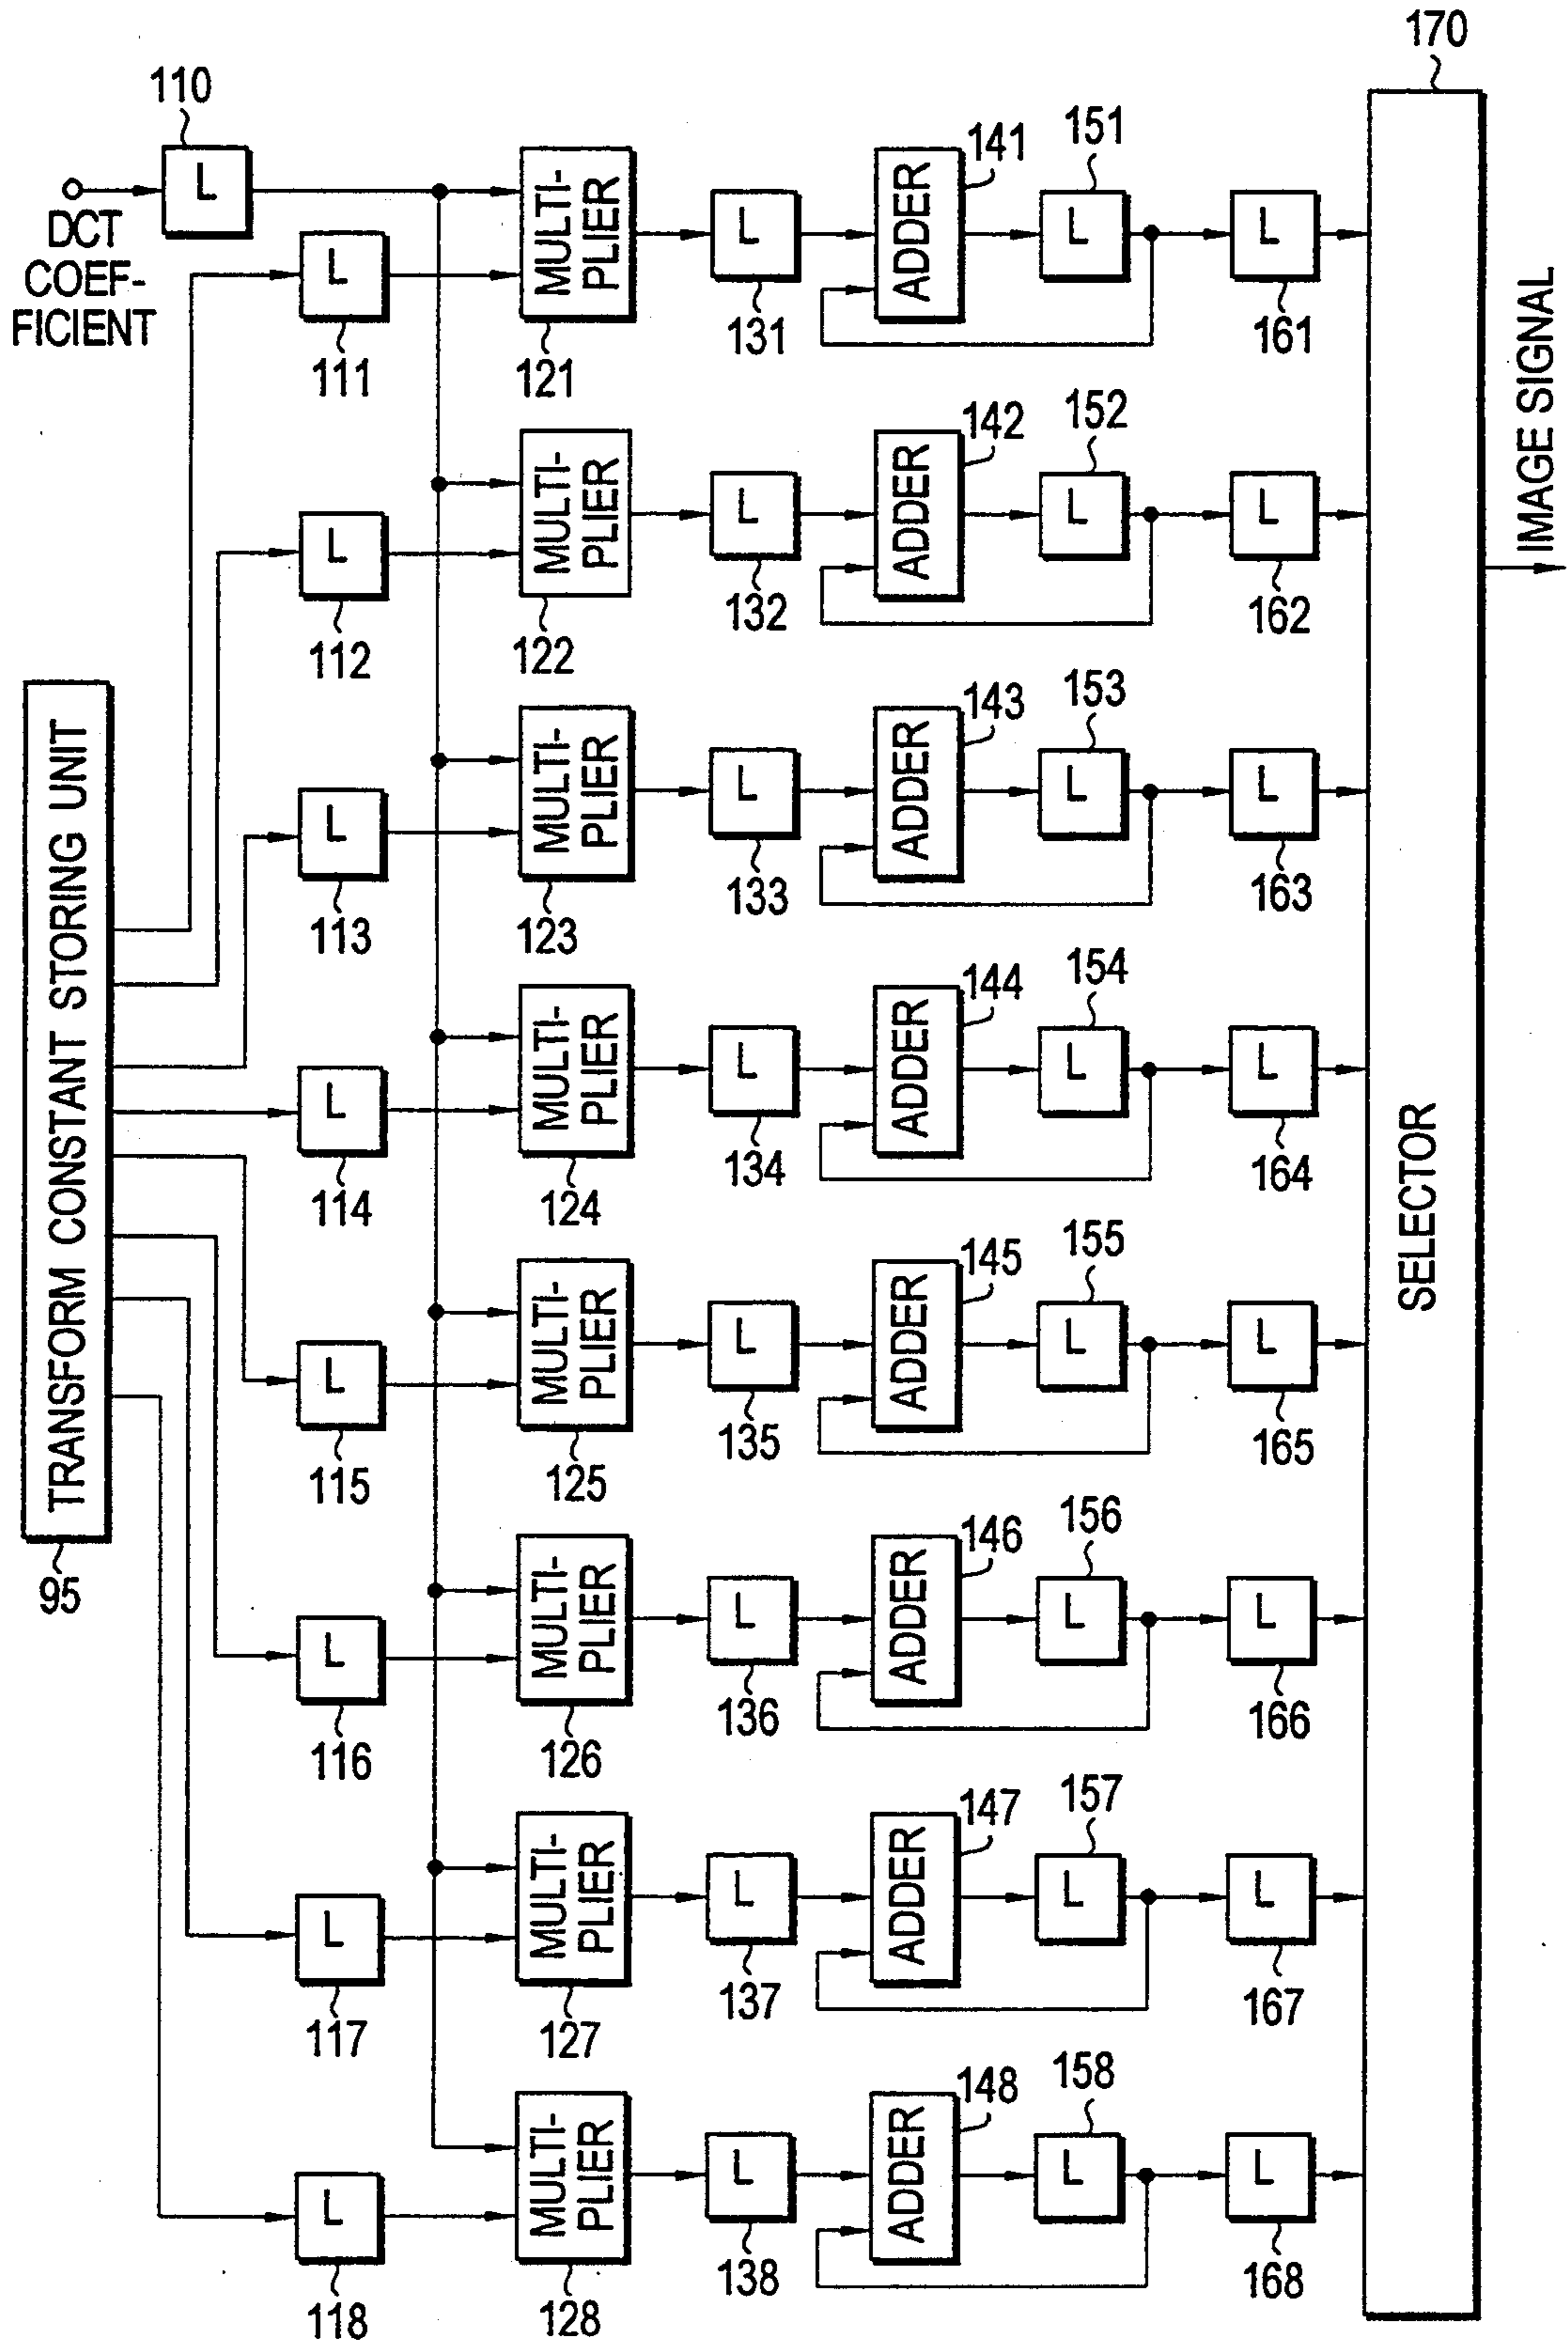 170
110
L
DCT
COEF-
FICIENT
L
111
MULTI-
PLIER
121
L
131
ADDER
141
L
151
L
161
L
112
MULTI-
PLIER
122
L
132
ADDER
142
L
152
L
162
IMAGE SIGNAL
TRANSFORM CONSTANT STORING UNIT
95
L
113
MULTI-
PLIER
123
L
133
ADDER
143
L
153
L
163
L
114
MULTI-
PLIER
124
L
134
ADDER
144
L
154
L
164
SELECTOR
L
115
MULTI-
PLIER
125
L
135
ADDER
145
L
155
L
165
L
116
MULTI-
PLIER
126
L
136
ADDER
146
L
156
L
166
L
117
MULTI-
PLIER
127
L
137
ADDER
147
L
157
L
167
L
118
MULTI-
PLIER
128
L
138
ADDER
148
L
158
L
168